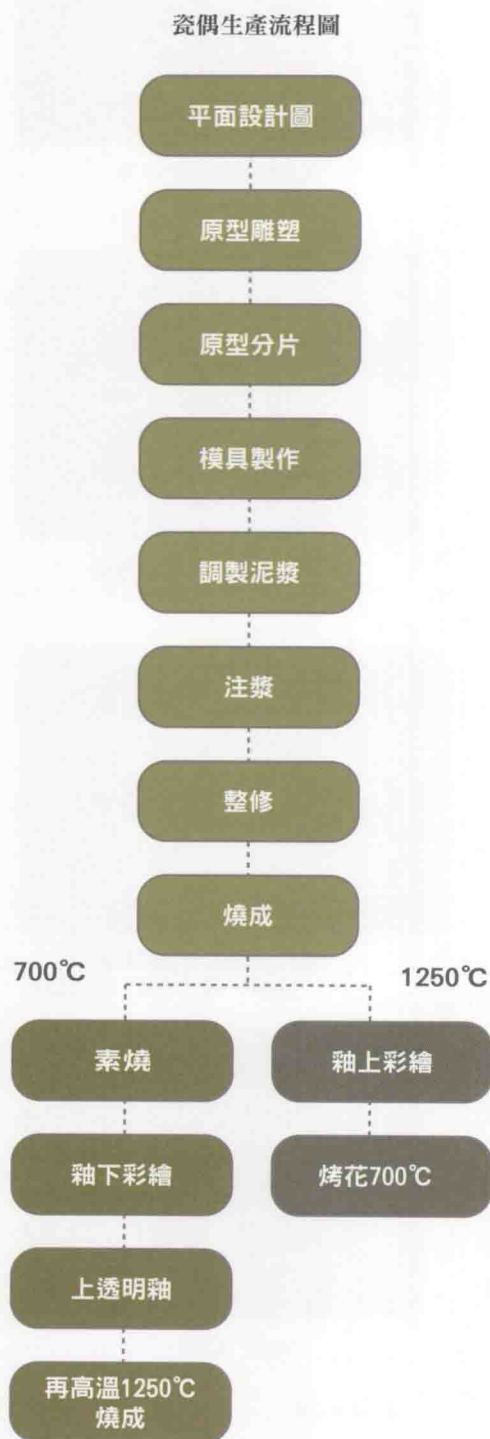 瓷偶生產流程圖
平面設計圖
原型雕塑
原型分片
模具製作
調製泥漿
注漿
整修
燒成
700℃
1250℃
素燒
釉上彩繪
釉下彩繪
烤花700℃
上透明釉
再高溫1250℃
燒成